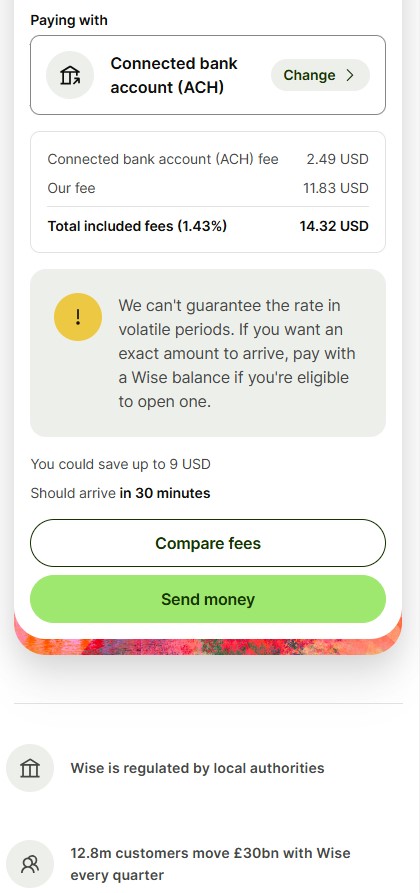 Paying with
Connected bank
account (ACH)
Change
Connected bank account (ACH) fee 2.49 USD
Our fee 11.83 USD
Total included fees (1.43%) 14.32 USD
!
We can't guarantee the rate in
volatile periods. If you want an
exact amount to arrive, pay with
a Wise balance if you're eligible
to open one.
You could save up to 9 USD
Should arrive in 30 minutes
Compare fees
Send money
Wise is regulated by local authorities
12.8m customers move £30bn with Wise
every quarter